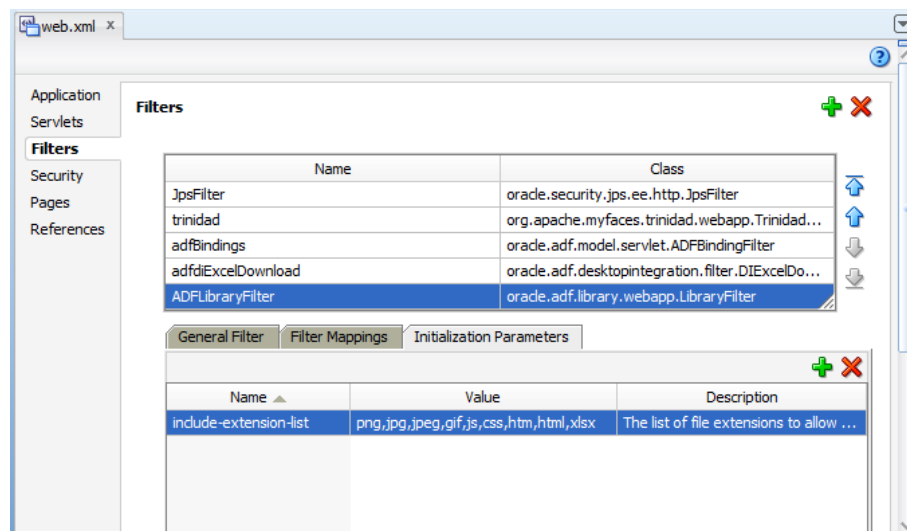 web.xml x
?
Application
Servlets
Filters
Security
Pages
References
Filters
Name Class
JpsFilter oracle.security.jps.ee.http.JpsFilter
trinidad org.apache.myfaces.trinidad.webapp.Trinidad...
adfBindings oracle.adf.model.servlet.ADFBindingFilter
adfdiExcelDownload oracle.adf.desktopintegration.filter.DIExcelDo...
ADFLibraryFilter oracle.adf.library.webapp.LibraryFilter
General Filter Filter Mappings Initialization Parameters
Name Value Description
include-extension-list png,jpg,jpeg,gif,js,css,htm,html,xlsx The list of file extensions to allow ...